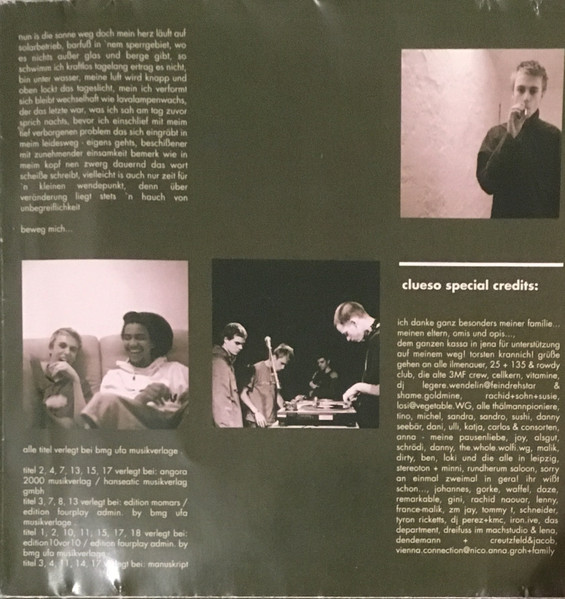 nun is die sonne weg doch mein herz läuft auf
solarbetrieb, barfuß in 'nem sperrgebiet, wo
es nichts außer glas und berge gibt, so
schwimm ich kraftlos tagelang ertrag es nicht,
bin unter wasser, meine luft wird knapp und
oben lockt das tageslicht, mein ich verformt
sich bleibt wechselhaft wie lavalampenwachs,
der das letzte war, was ich sah am tag zuvor
sprich nachts, bevor ich einschlief mit meim
tief verborgenen problem das sich eingräbt in
meim leidesweg - eigens gehts, beschißener
mit zunehmender einsamkeit bemerk wie in
meim kopf nen zwerg dauernd das wort
scheiße schreibt, vielleicht is auch nur zeit für
'n kleinen wendepunkt, denn über
veränderung liegt stets 'n hauch von
unbegreiflichkeit
beweg mich...
clueso special credits:
ich danke ganz besonders meiner familie...
meinen eltern, omis und opis...,
dem ganzen kassa in jena für unterstützung
auf meinem weg! torsten krannich! grüße
gehen an alle ilmenauer, 25 + 135 & rowdy
club, die alte 3MF crew, cellkern, vitamine,
dj legere.wendelin@feindrehstar &
shame.goldmine, rachid+sohn+susie,
losi@vegetable.WG, alle thälmannpioniere,
tino, michel, sandra, sandro, sushi, danny
seebär, dani, ulli, katja, carlos & consorten,
anna - meine pausenliebe, joy, alsgut,
schrödi, danny, the.whole.wolfi.wg, malik,
dirty, ben, loki und die alle in leipzig,
stereoton + minni, rundherum saloon, sorry
an einmal zweimal in gera! ihr wißt
schon..., johannes, gorke, waffel, daze,
remarkable, gini, rachid naouar, lenny,
france-malik, zm jay, tommy t, schneider,
tyron ricketts, dj perez+kmc, iron.ive, das
department, dreifuss im machstudio & lena,
dendemann + creutzfeld&jacob,
vienna.connection@nico.anna.groh+family
alle titel verlegt bei bmg ufa musikverlage
titel 2, 4, 7, 13, 15, 17 verlegt bei: angora
2000 musikverlag / hanseatic musikverlag
gmbh
titel 3, 7, 8, 13 verlegt bei: edition momars /
edition fourplay admin. by bmg ufa
musikverlage
titel 1, 2, 10, 11, 15, 17, 18 verlegt bei:
edition10vor10 / edition fourplay admin. by
bmg ufa musikverlage
titel 3, 4, 11, 14, 17 verlegt bei: manuskript